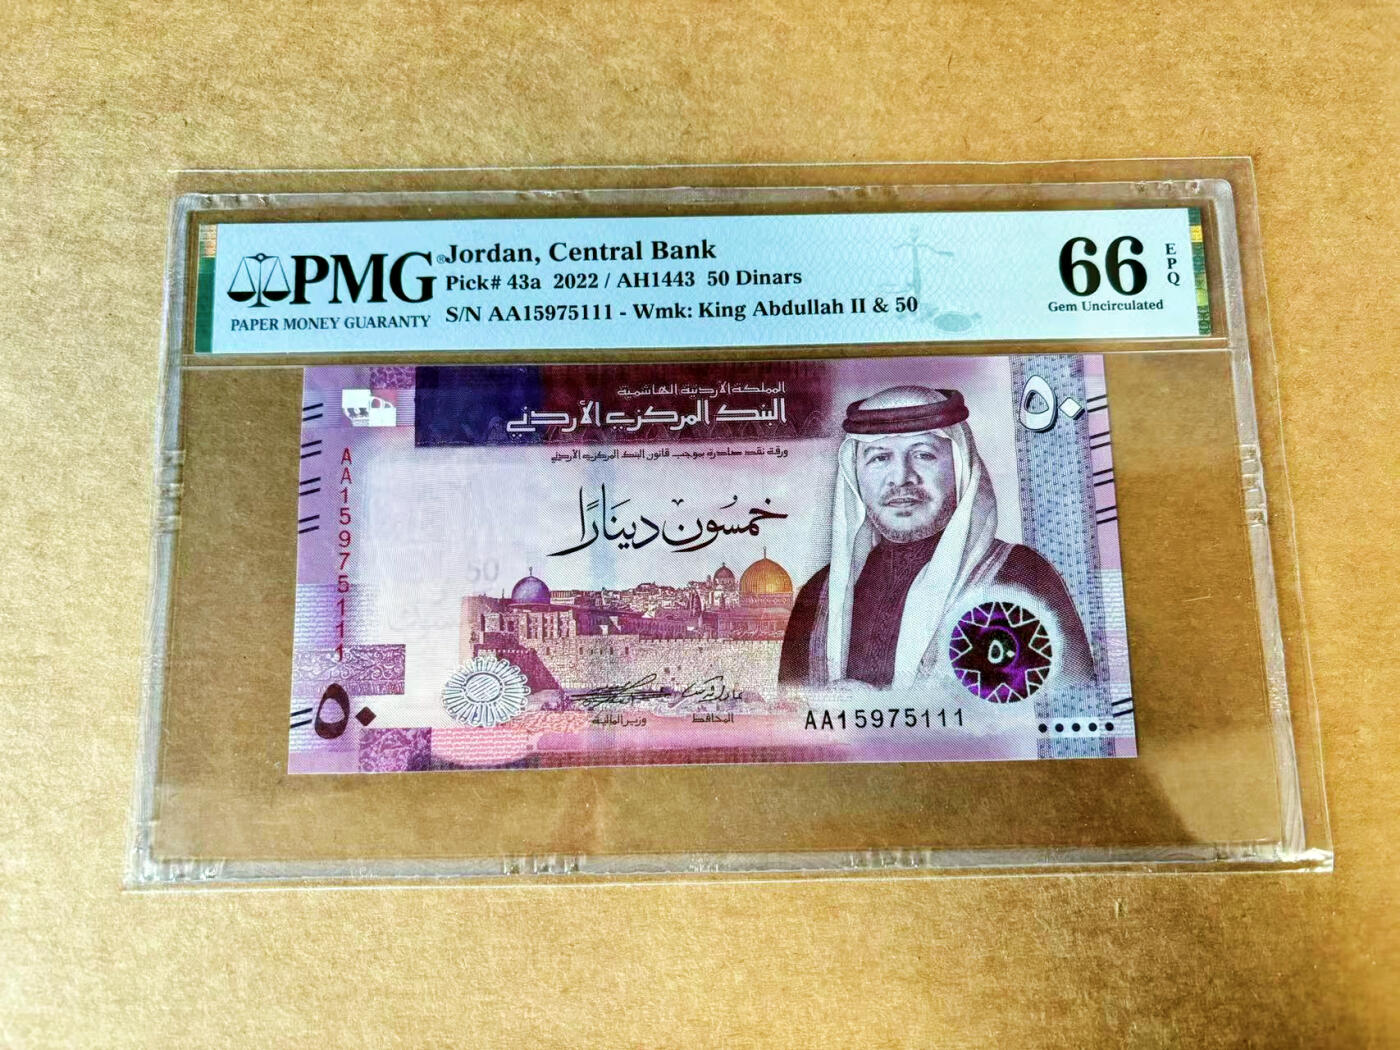 PMG®
PAPER MONEY GUARANTY
Jordan, Central Bank
Pick# 43a 2022 / AH1443 50 Dinars
S/N AA15975111 - Wmk: King Abdullah II & 50
66
EPQ
Gem Uncirculated
المملكة الأردنية الهاشمية
البنك المركزي الأردني
ورقة نقد صادرة بموجب قانون البنك المركزي الأردني
خمسون دينارًا
٥٠
AA15975111
50
٥٠
وزير المالية
المحافظ
٥٠
AA15975111